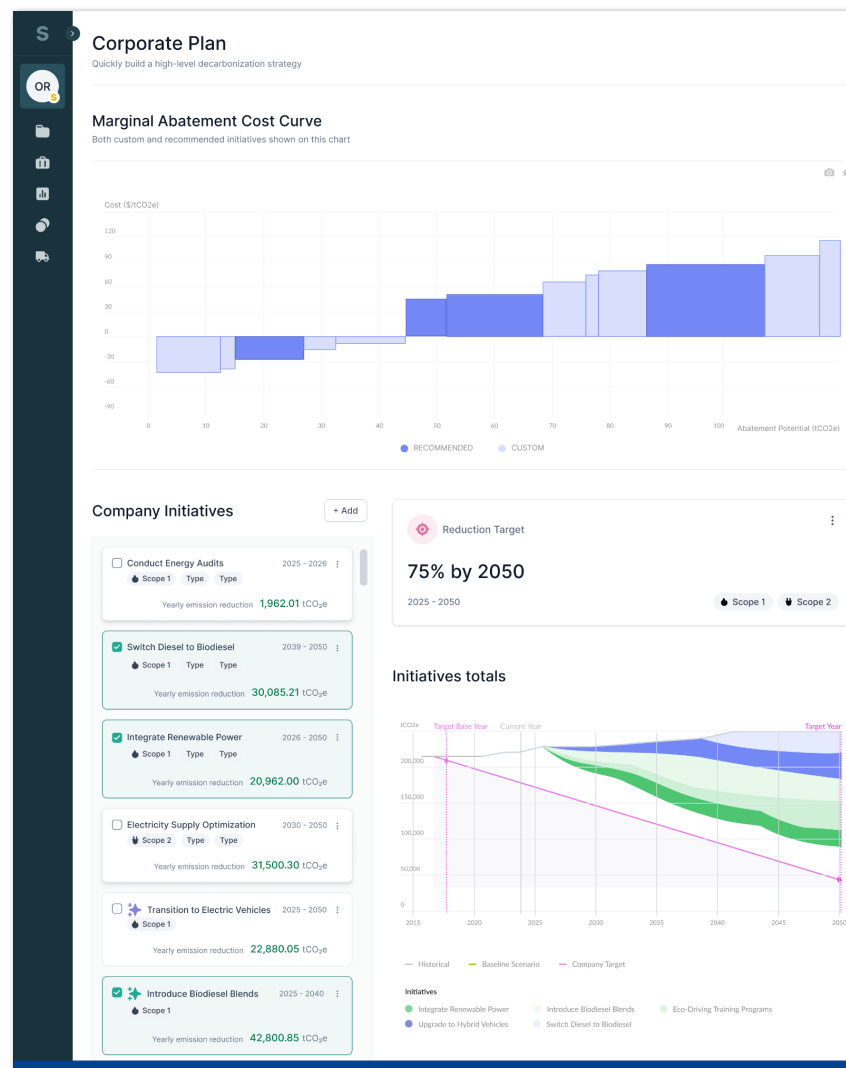 S
Corporate Plan
Quickly build a high-level decarbonization strategy
OR
S
Marginal Abatement Cost Curve
Both custom and recommended initiatives shown on this chart
Cost ($/tCO2e)
120
90
60
30
0
-30
-60
-90
0 10 20 30 40 50 60 70 80 90 100 Abatement Potential (tCO2e)
RECOMMENDED CUSTOM
Company Initiatives
+ Add
Conduct Energy Audits 2025 - 2026
Scope 1 Type Type
Yearly emission reduction 1,962.01 tCO₂e
Switch Diesel to Biodiesel 2039 - 2050
Scope 1 Type Type
Yearly emission reduction 30,085.21 tCO₂e
Integrate Renewable Power 2026 - 2050
Scope 1 Type Type
Yearly emission reduction 20,962.00 tCO₂e
Electricity Supply Optimization 2030 - 2050
Scope 2 Type Type
Yearly emission reduction 31,500.30 tCO₂e
Transition to Electric Vehicles 2025 - 2050
Scope 1
Yearly emission reduction 22,880.05 tCO₂e
Introduce Biodiesel Blends 2025 - 2040
Scope 1
Yearly emission reduction 42,800.85 tCO₂e
Reduction Target
75% by 2050
2025 - 2050 Scope 1 Scope 2
Initiatives totals
tCO2e Target Base Year Current Year Target Year
200,000
150,000
100,000
50,000
0
2015 2020 2025 2030 2035 2040 2045 2050
Historical Baseline Scenario Company Target
Initiatives
Integrate Renewable Power Introduce Biodiesel Blends Eco-Driving Training Programs
Upgrade to Hybrid Vehicles Switch Diesel to Biodiesel